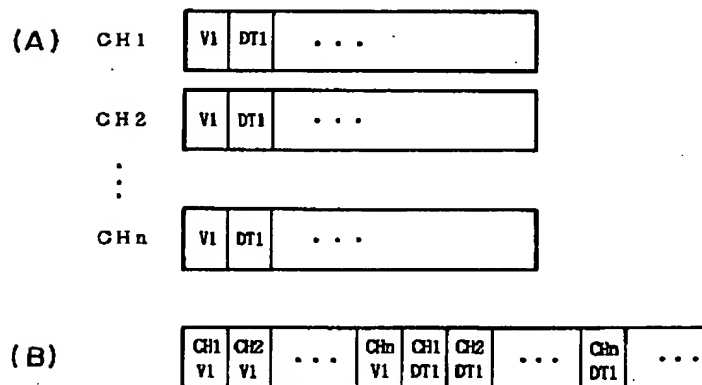 (A) CH1 V1 DT1 ...
CH2 V1 DT1 ...
CHn V1 DT1 ...
(B) CH1 V1 CH2 V1 ... CHn V1 CH1 DT1 CH2 DT1 ... CHn DT1 ...